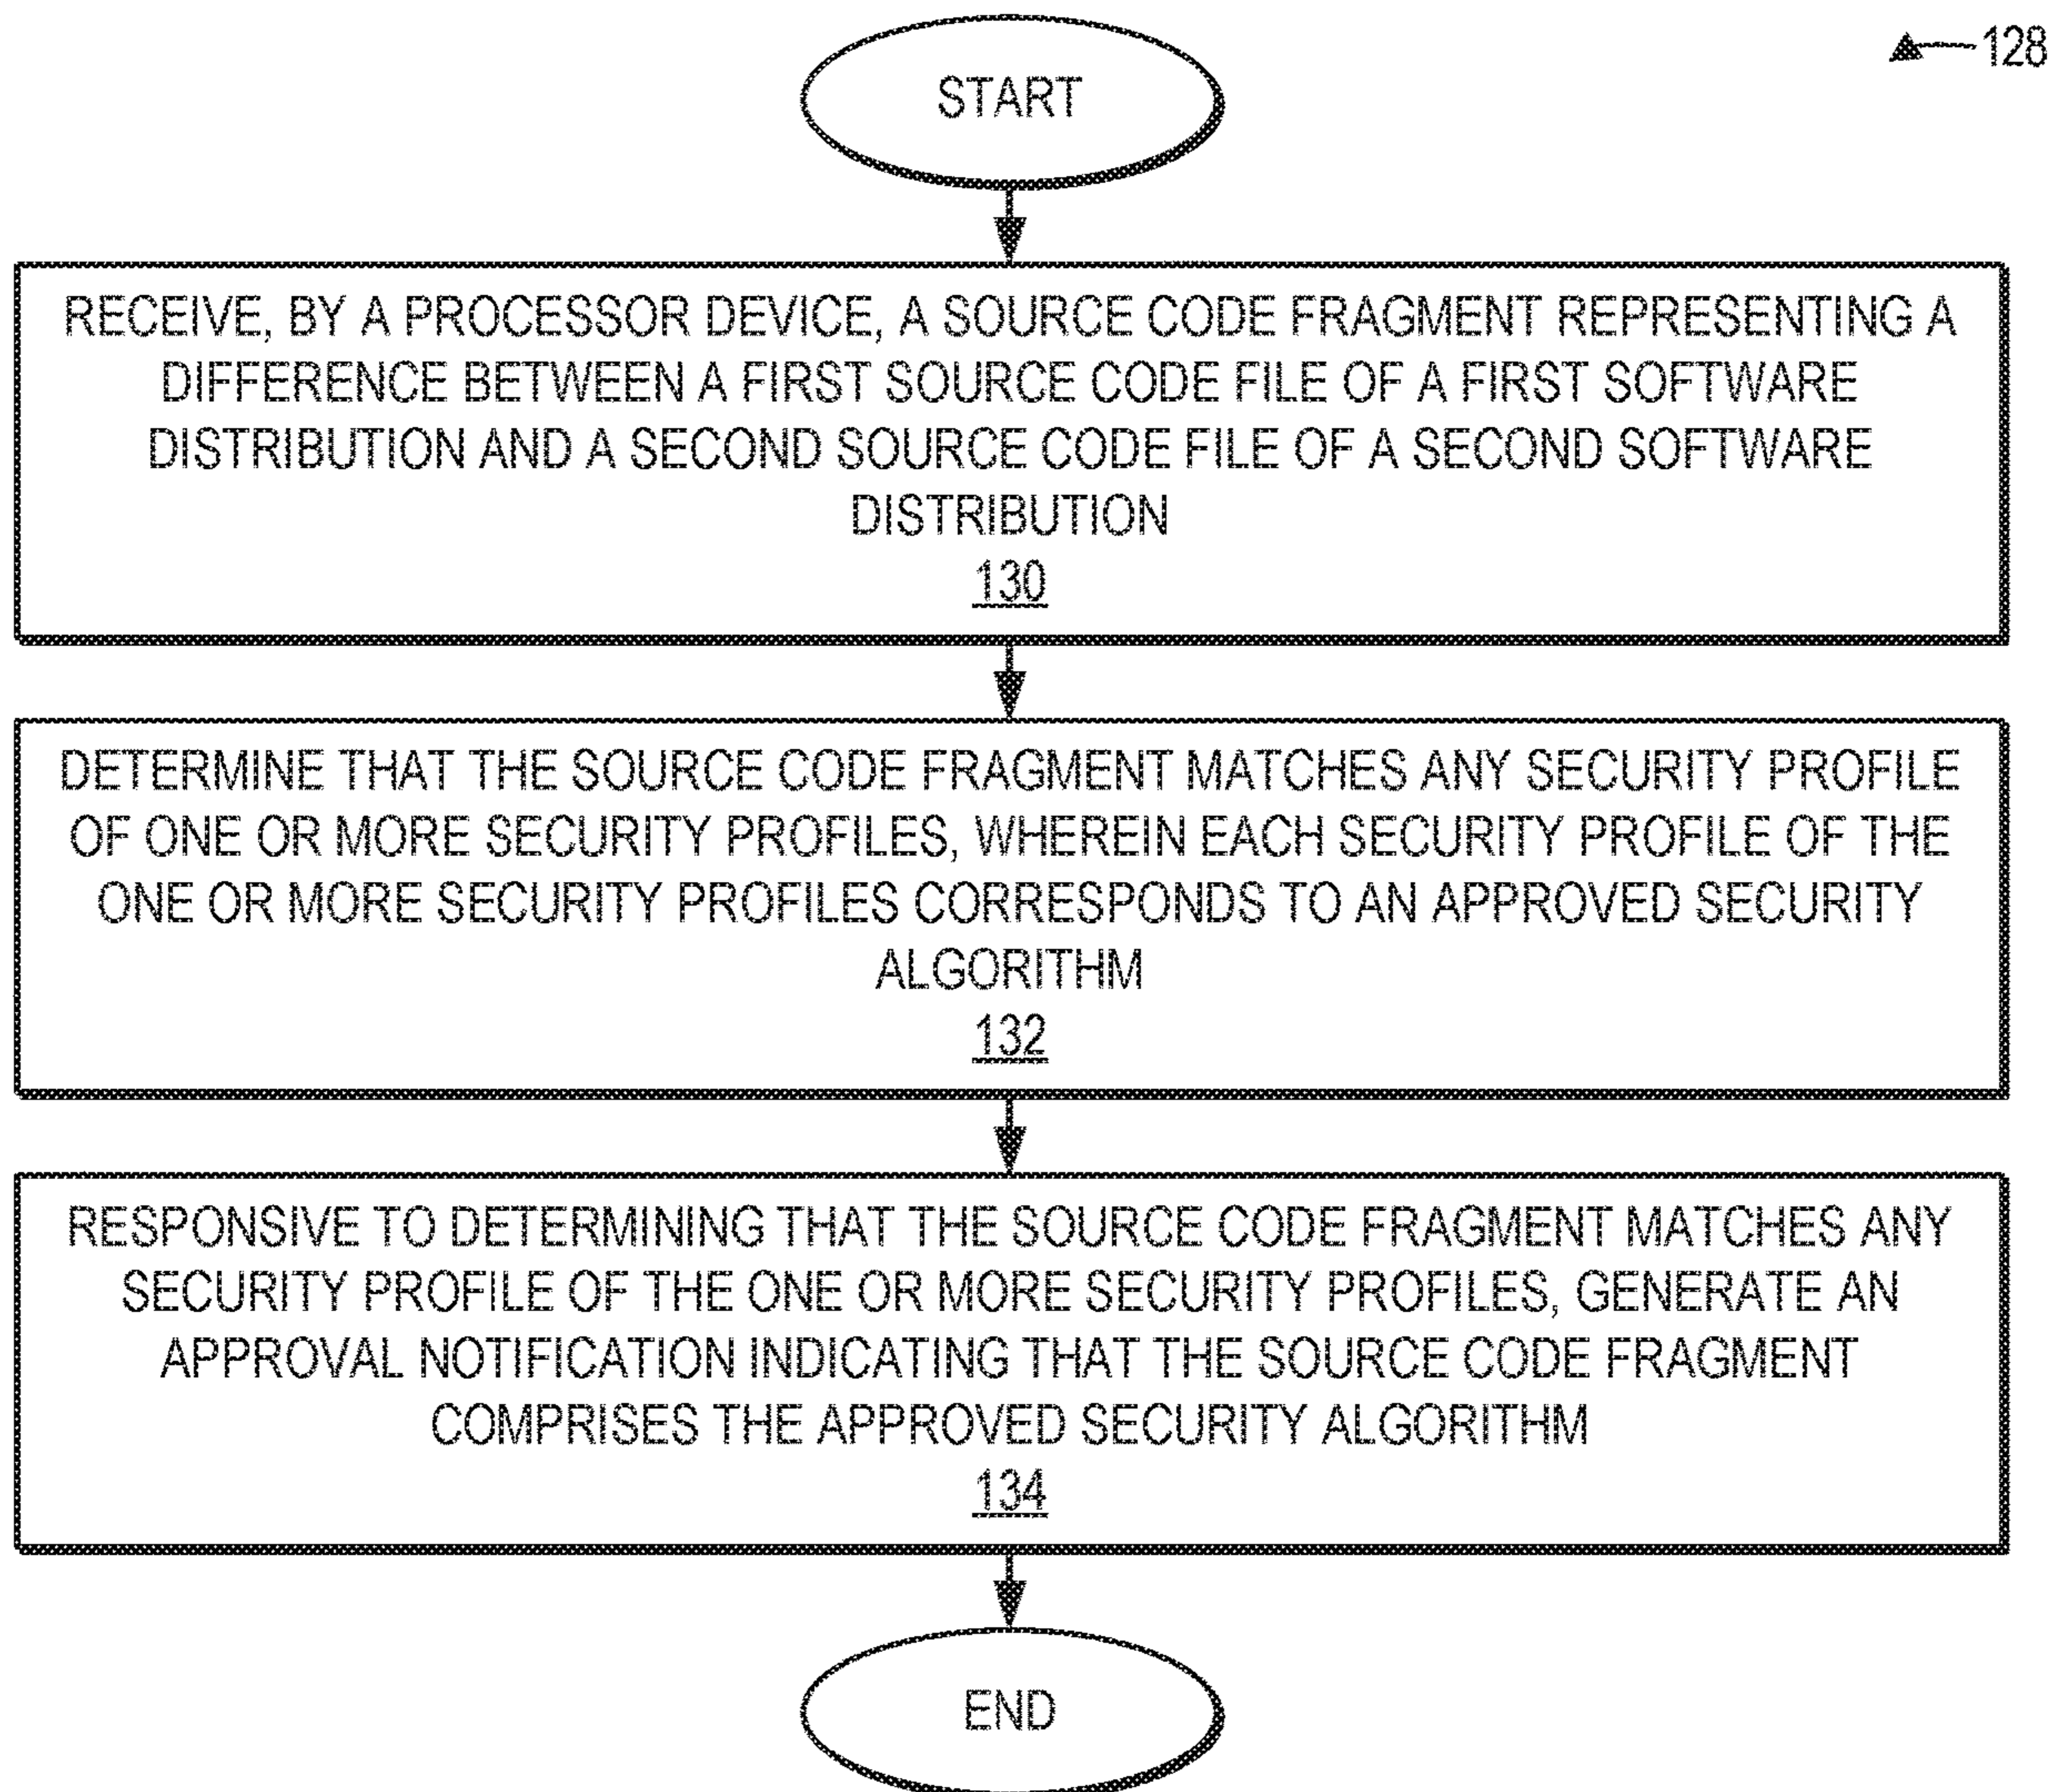 128
START
RECEIVE, BY A PROCESSOR DEVICE, A SOURCE CODE FRAGMENT REPRESENTING A
DIFFERENCE BETWEEN A FIRST SOURCE CODE FILE OF A FIRST SOFTWARE
DISTRIBUTION AND A SECOND SOURCE CODE FILE OF A SECOND SOFTWARE
DISTRIBUTION
130
DETERMINE THAT THE SOURCE CODE FRAGMENT MATCHES ANY SECURITY PROFILE
OF ONE OR MORE SECURITY PROFILES, WHEREIN EACH SECURITY PROFILE OF THE
ONE OR MORE SECURITY PROFILES CORRESPONDS TO AN APPROVED SECURITY
ALGORITHM
132
RESPONSIVE TO DETERMINING THAT THE SOURCE CODE FRAGMENT MATCHES ANY
SECURITY PROFILE OF THE ONE OR MORE SECURITY PROFILES, GENERATE AN
APPROVAL NOTIFICATION INDICATING THAT THE SOURCE CODE FRAGMENT
COMPRISES THE APPROVED SECURITY ALGORITHM
134
END